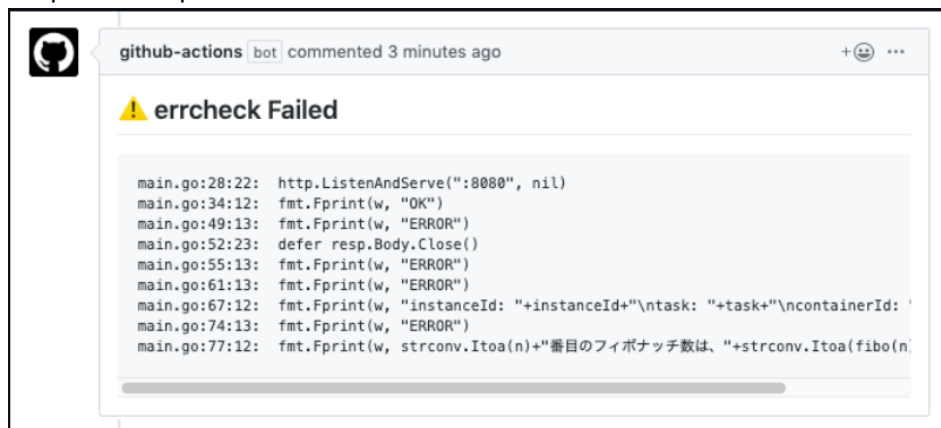 github-actions bot commented 3 minutes ago
errcheck Failed
main.go:28:22: http.ListenAndServe(":8080", nil)
main.go:34:12: fmt.Fprint(w, "OK")
main.go:49:13: fmt.Fprint(w, "ERROR")
main.go:52:23: defer resp.Body.Close()
main.go:55:13: fmt.Fprint(w, "ERROR")
main.go:61:13: fmt.Fprint(w, "ERROR")
main.go:67:12: fmt.Fprint(w, "instanceId: "+instanceId+"\ntask: "+task+"\ncontainerId: "
main.go:74:13: fmt.Fprint(w, "ERROR")
main.go:77:12: fmt.Fprint(w, strconv.Itoa(n)+"番目のフィボナッチ数は、"+strconv.Itoa(fibo(n)